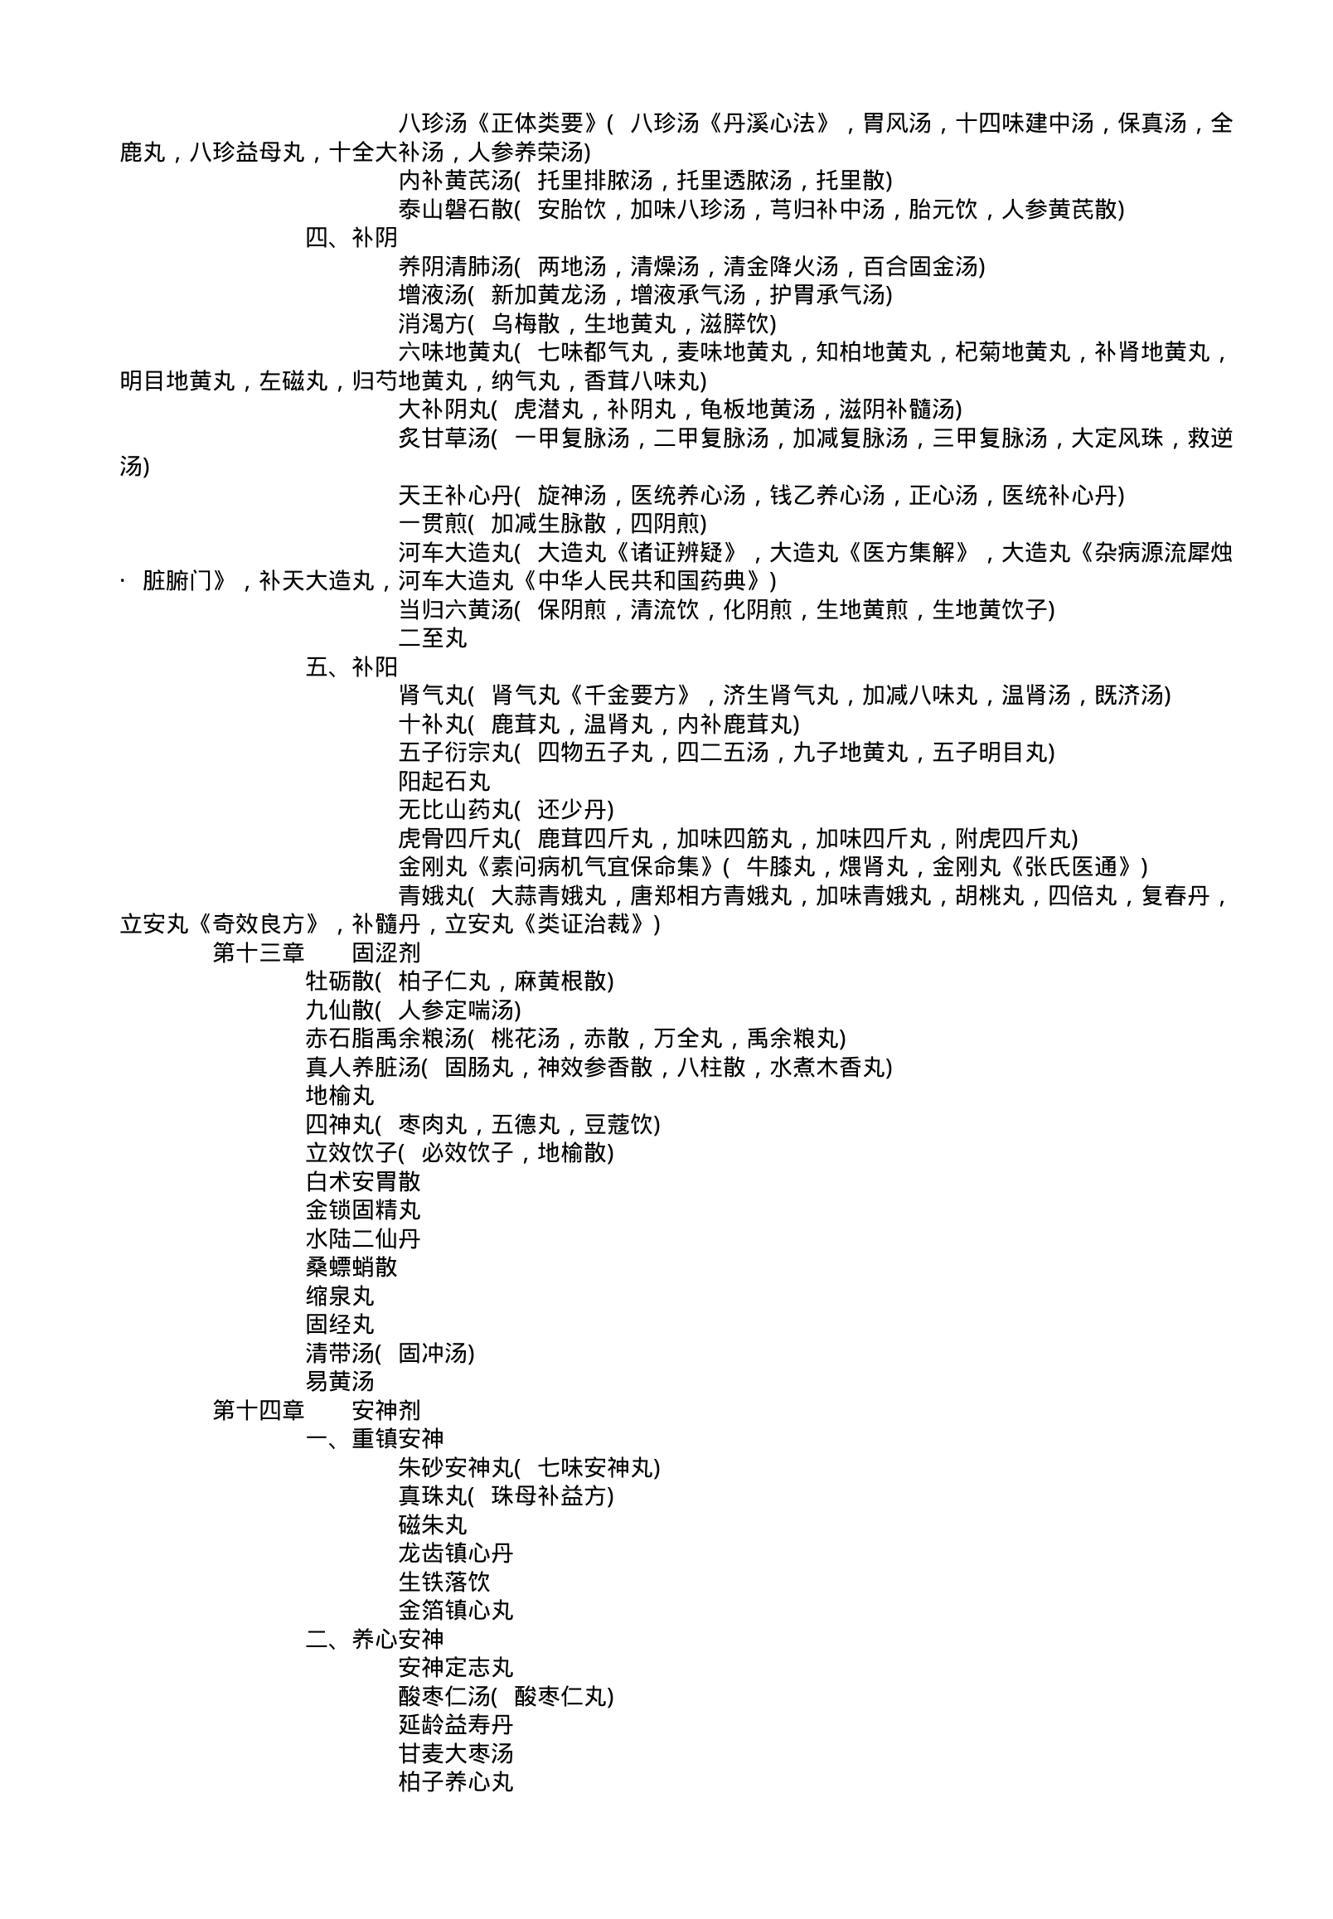 八珍汤《正体类要》( 八珍汤《丹溪心法》，胃风汤，十四味建中汤，保真汤，全
鹿丸，八珍益母丸，十全大补汤，人参养荣汤)
内补黄芪汤( 托里排脓汤，托里透脓汤，托里散)
泰山磐石散( 安胎饮，加味八珍汤，芎归补中汤，胎元饮，人参黄芪散)
四、补阴
养阴清肺汤( 两地汤，清燥汤，清金降火汤，百合固金汤)
增液汤( 新加黄龙汤，增液承气汤，护胃承气汤)
消渴方( 乌梅散，生地黄丸，滋膵饮)
六味地黄丸( 七味都气丸，麦味地黄丸，知柏地黄丸，杞菊地黄丸，补肾地黄丸，
明目地黄丸，左磁丸，归芍地黄丸，纳气丸，香茸八味丸)
大补阴丸( 虎潜丸，补阴丸，龟板地黄汤，滋阴补髓汤)
炙甘草汤( 一甲复脉汤，二甲复脉汤，加减复脉汤，三甲复脉汤，大定风珠，救逆
汤)
天王补心丹( 旋神汤，医统养心汤，钱乙养心汤，正心汤，医统补心丹)
一贯煎( 加减生脉散，四阴煎)
河车大造丸( 大造丸《诸证辨疑》，大造丸《医方集解》，大造丸《杂病源流犀烛
· 脏腑门》，补天大造丸，河车大造丸《中华人民共和国药典》)
当归六黄汤( 保阴煎，清流饮，化阴煎，生地黄煎，生地黄饮子)
二至丸
五、补阳
肾气丸( 肾气丸《千金要方》，济生肾气丸，加减八味丸，温肾汤，既济汤)
十补丸( 鹿茸丸，温肾丸，内补鹿茸丸)
五子衍宗丸( 四物五子丸，四二五汤，九子地黄丸，五子明目丸)
阳起石丸
无比山药丸( 还少丹)
虎骨四斤丸( 鹿茸四斤丸，加味四筋丸，加味四斤丸，附虎四斤丸)
金刚丸《素问病机气宜保命集》( 牛膝丸，煨肾丸，金刚丸《张氏医通》)
青娥丸( 大蒜青娥丸，唐郑相方青娥丸，加味青娥丸，胡桃丸，四倍丸，复春丹，
立安丸《奇效良方》，补髓丹，立安丸《类证治裁》)
第十三章 固涩剂
牡砺散( 柏子仁丸，麻黄根散)
九仙散( 人参定喘汤)
赤石脂禹余粮汤( 桃花汤，赤散，万全丸，禹余粮丸)
真人养脏汤( 固肠丸，神效参香散，八柱散，水煮木香丸)
地榆丸
四神丸( 枣肉丸，五德丸，豆蔻饮)
立效饮子( 必效饮子，地榆散)
白术安胃散
金锁固精丸
水陆二仙丹
桑螵蛸散
缩泉丸
固经丸
清带汤( 固冲汤)
易黄汤
第十四章 安神剂
一、重镇安神
朱砂安神丸( 七味安神丸)
真珠丸( 珠母补益方)
磁朱丸
龙齿镇心丹
生铁落饮
金箔镇心丸
二、养心安神
安神定志丸
酸枣仁汤( 酸枣仁丸)
延龄益寿丹
甘麦大枣汤
柏子养心丸